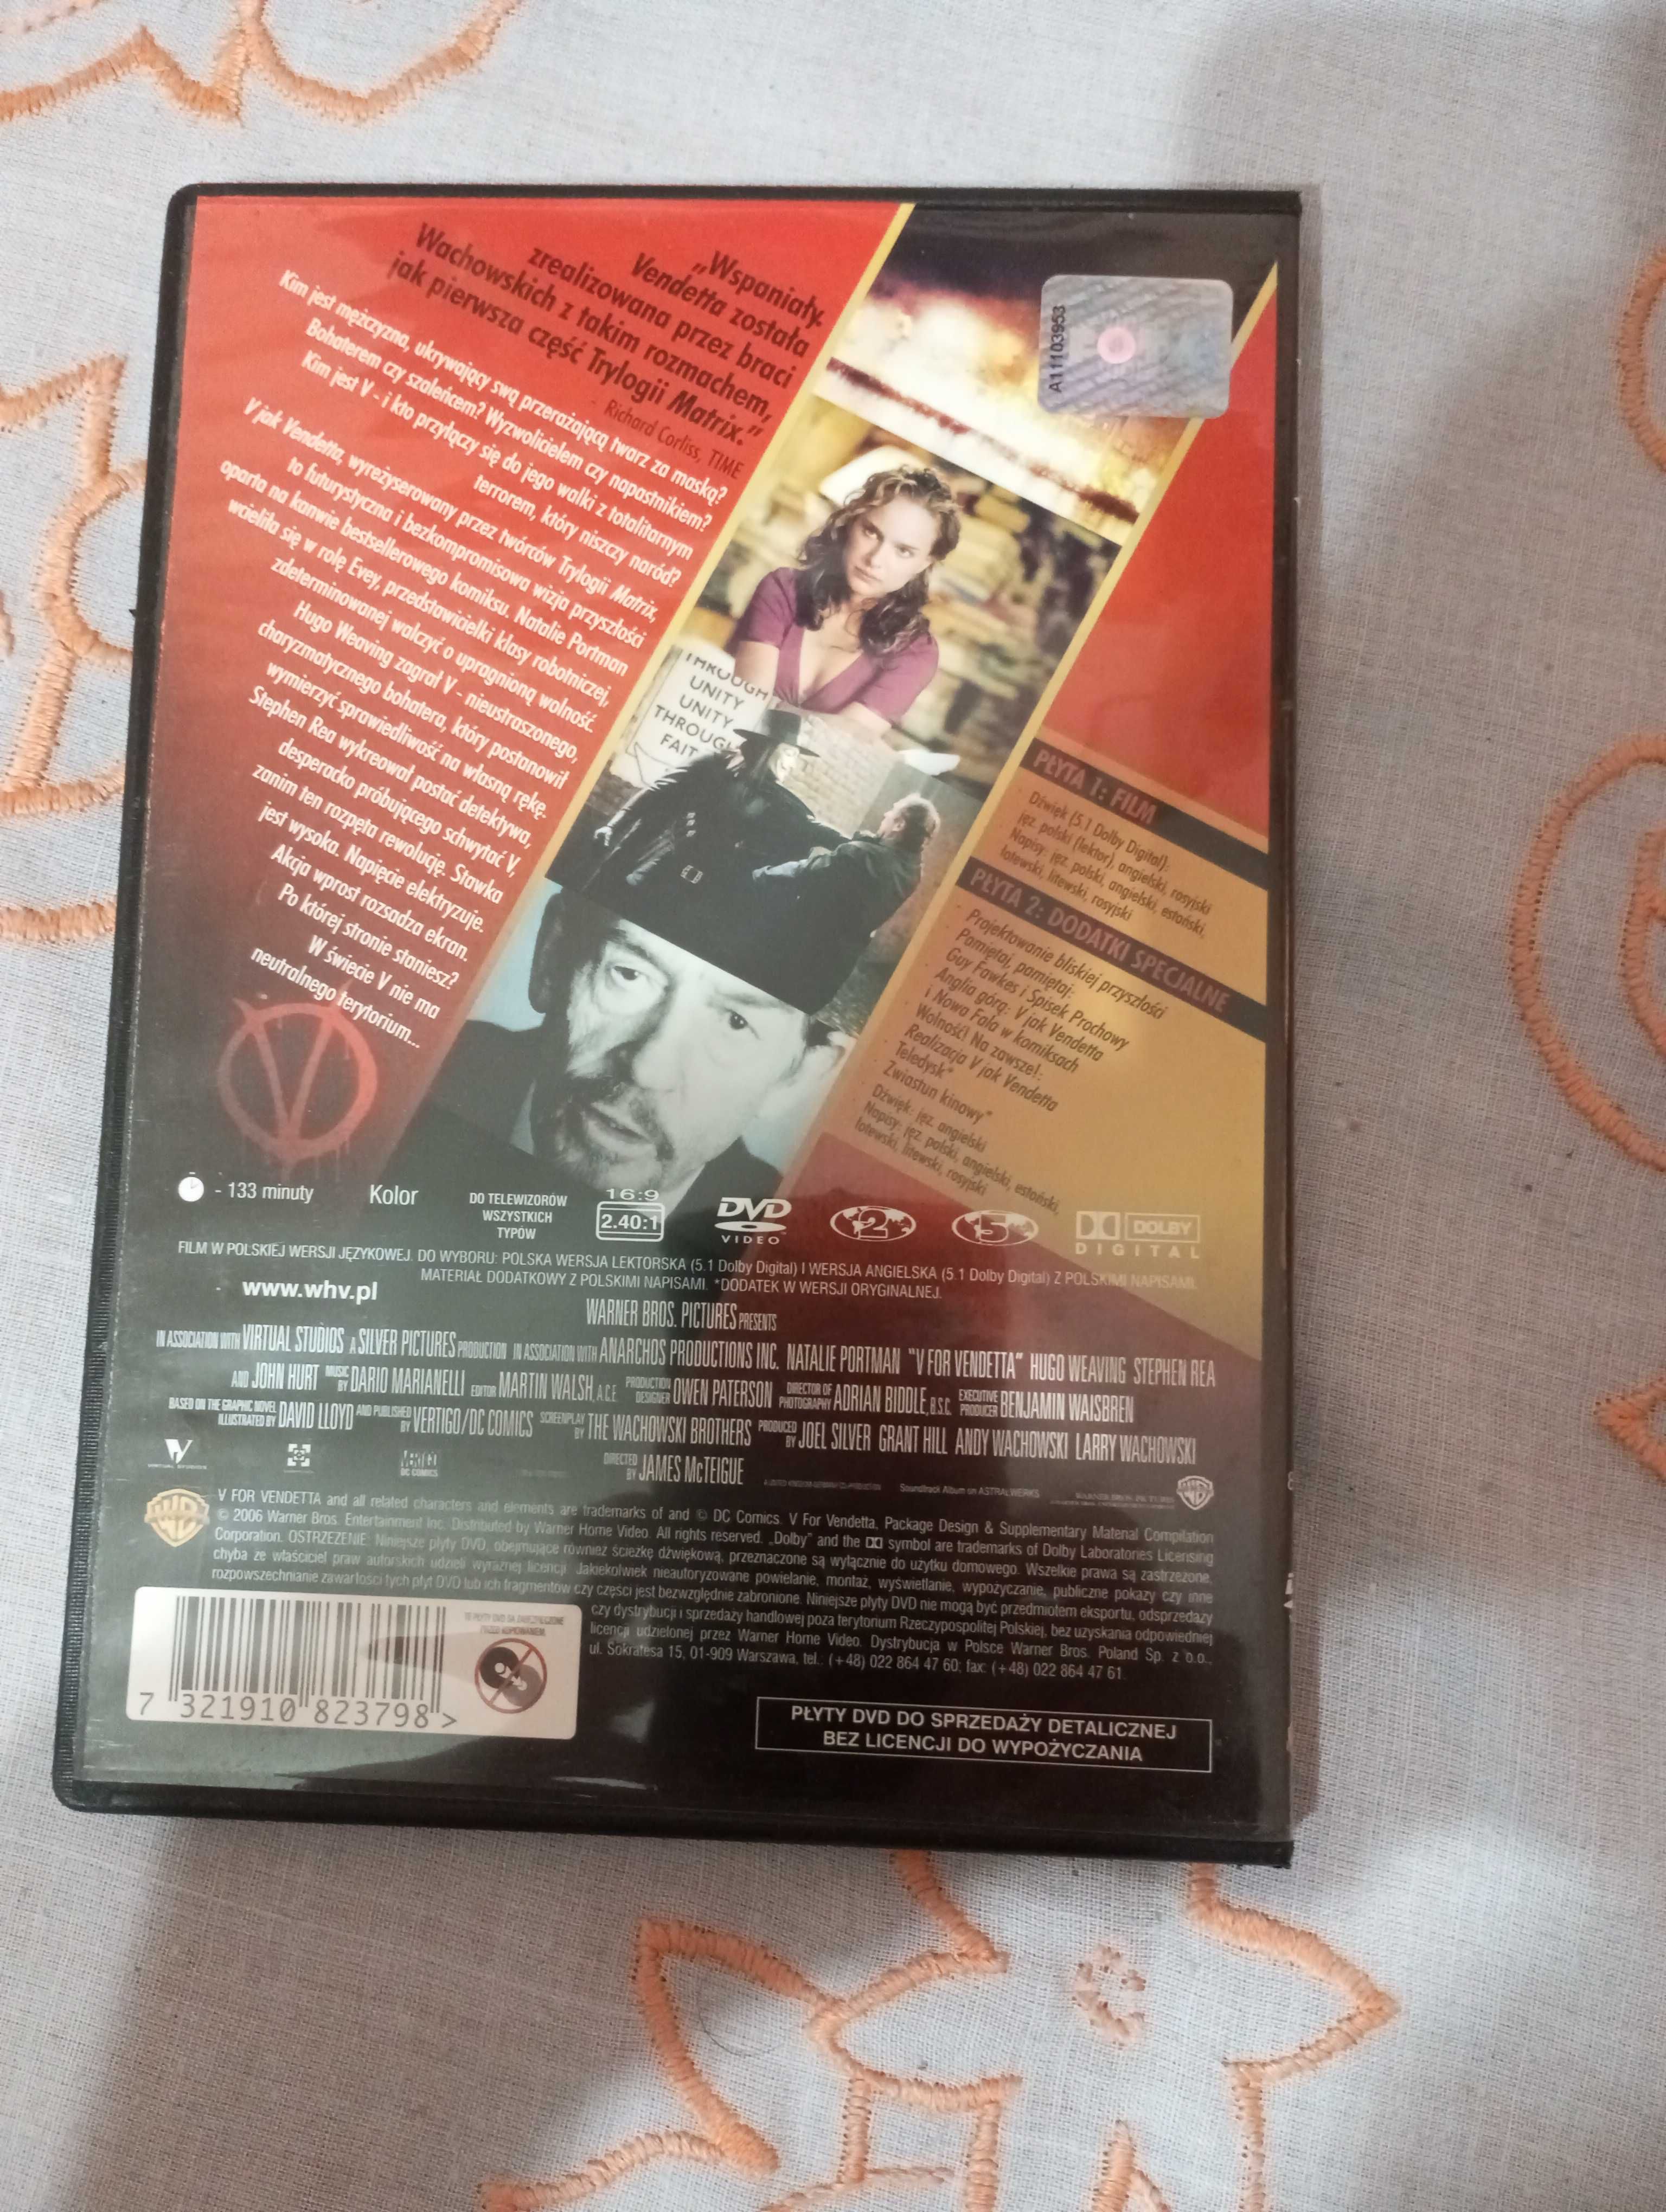 „Wspaniały.
Vendetta została
zrealizowana przez braci
Wachowskich z takim rozmachem,
jak pierwsza część Trylogii Matrix."
- Richard Corliss, TIME
Kim jest mężczyzna, ukrywający swą przerażającą twarz za maską?
Bohaterem czy szaleńcem? Wyzwolicielem czy napastnikiem?
Kim jest V - i kto przyłączy się do jego walki z totalitarnym
terrorem, który niszczy naród?
V jak Vendetta, wyreżyserowany przez twórców Trylogii Matrix,
to futurystyczna i bezkompromisowa wizja przyszłości
oparta na kanwie bestsellerowego komiksu. Natalie Portman
wcieliła się w rolę Evey, przedstawicielki klasy robotniczej,
zdeterminowanej walczyć o upragnioną wolność.
Hugo Weaving zagrał V - nieustraszonego,
charyzmatycznego bohatera, który postanowił
wymierzyć sprawiedliwość na własną rękę.
Stephen Rea wykreował postać detektywa,
desperacko próbującego schwytać V,
zanim ten rozpęta rewolucję. Stawka
jest wysoka. Napięcie elektryzuje.
Akcja wprost rozsadza ekran.
Po której stronie staniesz?
W świecie V nie ma
neutralnego terytorium...
V
A11103953
THROUGH
UNITY
UNITY
THROUGH
FAIT
PŁYTA 1: FILM
Dźwięk (5.1 Dolby Digital):
jęz. polski (lektor), angielski, rosyjski
Napisy: jęz. polski, angielski, estoński,
łotewski, litewski, rosyjski
PŁYTA 2: DODATKI SPECJALNE
Projektowanie bliskiej przyszłości
Pamiętaj, pamiętaj:
Guy Fawkes i Spisek Prochowy
Anglia górą: V jak Vendetta
i Nowa Fala w komiksach
Wolność! Na zawsze!:
Realizacja V jak Vendetta
Teledysk*
Zwiastun kinowy*
Dźwięk: jęz. angielski
Napisy: jęz. polski, angielski, estoński,
łotewski, litewski, rosyjski
- 133 minuty
Kolor
DO TELEWIZORÓW
WSZYSTKICH
TYPÓW
16:9
2.40:1
DVD
VIDEO
2
5
DOLBY
DIGITAL
FILM W POLSKIEJ WERSJI JĘZYKOWEJ. DO WYBORU: POLSKA WERSJA LEKTORSKA (5.1 Dolby Digital) I WERSJA ANGIELSKA (5.1 Dolby Digital) Z POLSKIMI NAPISAMI.
MATERIAŁ DODATKOWY Z POLSKIMI NAPISAMI. *DODATEK W WERSJI ORYGINALNEJ.
www.whv.pl
WARNER BROS. PICTURES PRESENTS
IN ASSOCIATION WITH VIRTUAL STUDIOS A SILVER PICTURES PRODUCTION IN ASSOCIATION WITH ANARCHOS PRODUCTIONS INC. NATALIE PORTMAN "V FOR VENDETTA" HUGO WEAVING STEPHEN REA
AND JOHN HURT MUSIC BY DARIO MARIANELLI EDITOR MARTIN WALSH, A.C.E. PRODUCTION DESIGNER OWEN PATERSON DIRECTOR OF PHOTOGRAPHY ADRIAN BIDDLE, B.S.C. EXECUTIVE PRODUCER BENJAMIN WAISBREN
BASED ON THE GRAPHIC NOVEL ILLUSTRATED BY DAVID LLOYD AND PUBLISHED BY VERTIGO/DC COMICS SCREENPLAY BY THE WACHOWSKI BROTHERS PRODUCED BY JOEL SILVER GRANT HILL ANDY WACHOWSKI LARRY WACHOWSKI
DIRECTED BY JAMES McTEIGUE
VIRTUAL STUDIOS
VERTIGO
DC COMICS
Soundtrack Album on ASTRALWERKS
V FOR VENDETTA and all related characters and elements are trademarks of and © DC Comics. V For Vendetta, Package Design & Supplementary Material Compilation
© 2006 Warner Bros. Entertainment Inc. Distributed by Warner Home Video. All rights reserved. „Dolby" and the DD symbol are trademarks of Dolby Laboratories Licensing
Corporation. OSTRZEŻENIE: Niniejsze płyty DVD, obejmujące również ścieżkę dźwiękową, przeznaczone są wyłącznie do użytku domowego. Wszelkie prawa są zastrzeżone,
chyba że właściciel praw autorskich udzieli wyraźnej licencji. Jakiekolwiek nieautoryzowane powielanie, montaż, wyświetlanie, wypożyczanie, publiczne pokazy czy inne
rozpowszechnianie zawartości tych płyt DVD lub ich fragmentów czy części jest bezwzględnie zabronione. Niniejsze płyty DVD nie mogą być przedmiotem eksportu, odsprzedaży
czy dystrybucji i sprzedaży handlowej poza terytorium Rzeczypospolitej Polskiej, bez uzyskania odpowiedniej
licencji udzielonej przez Warner Home Video. Dystrybucja w Polsce Warner Bros. Poland Sp. z o.o.,
ul. Sokratesa 15, 01-909 Warszawa, tel.: (+48) 022 864 47 60; fax: (+48) 022 864 47 61.
7 321910 823798 >
PŁYTY DVD DO SPRZEDAŻY DETALICZNEJ
BEZ LICENCJI DO WYPOŻYCZANIA